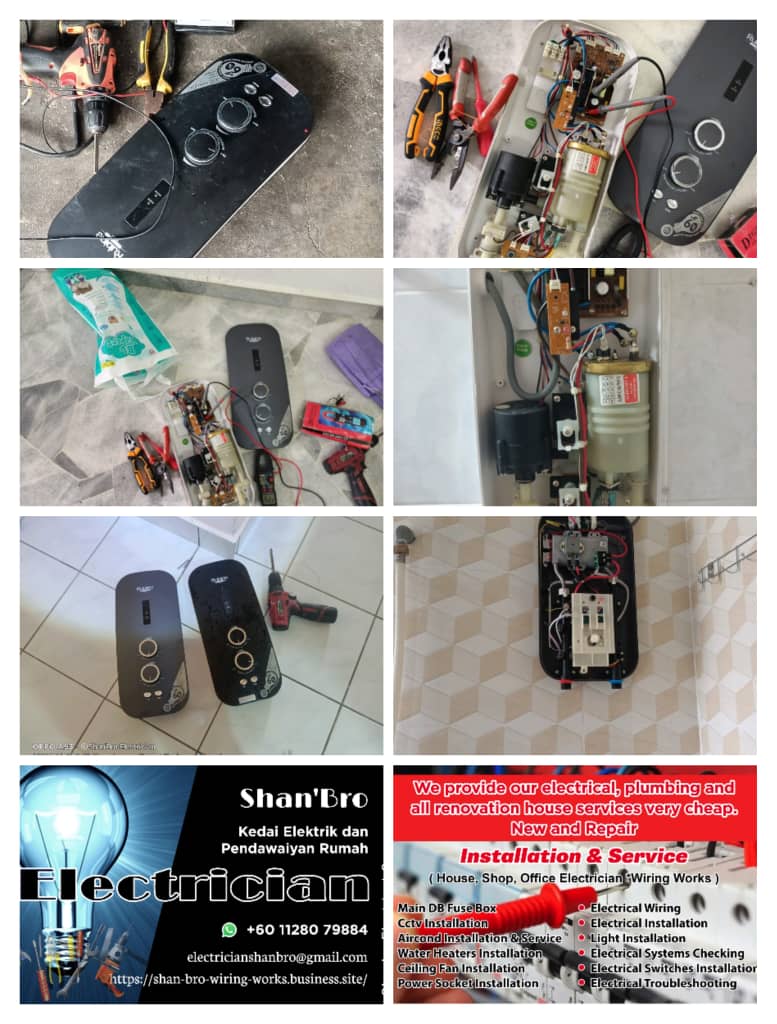 Shan'Bro
Kedai Elektrik dan
Pendawaiyan Rumah
Electrician
+60 11280 79884
electricianshanbro@gmail.com
https://shan-bro-wiring-works.business.site/
We provide our electrical, plumbing and
all renovation house services very cheap.
New and Repair
Installation & Service
( House, Shop, Office Electrician *Wiring Works )
Main DB Fuse Box
Cctv Installation
Aircond Installation & Service
Water Heaters Installation
Ceiling Fan Installation
Power Socket Installation
• Electrical Wiring
• Electrical Installation
• Light Installation
• Electrical Systems Checking
• Electrical Switches Installation
• Electrical Troubleshooting